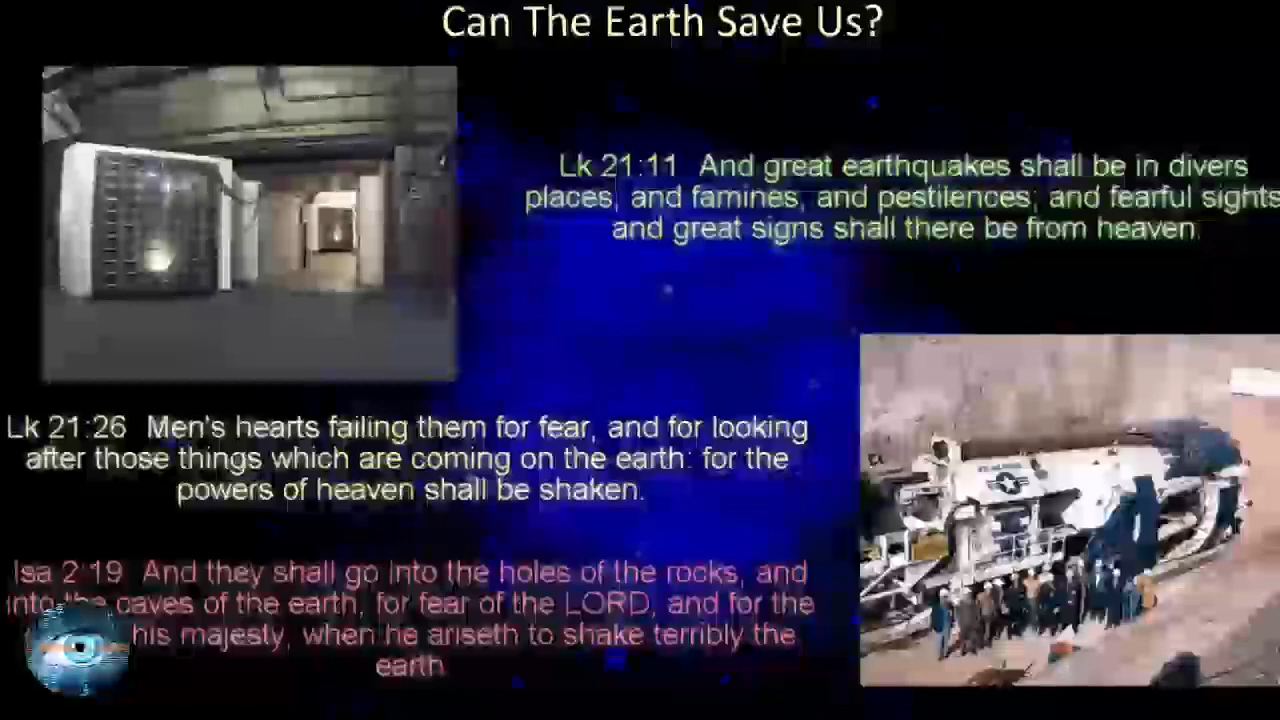 Can The Earth Save Us?
Lk 21:11 And great earthquakes shall be in divers
places, and famines, and pestilences; and fearful sights
and great signs shall there be from heaven.
Lk 21:26 Men's hearts failing them for fear, and for looking
after those things which are coming on the earth: for the
powers of heaven shall be shaken.
Isa 2:19 And they shall go into the holes of the rocks, and
into the caves of the earth, for fear of the LORD, and for the
his majesty, when he ariseth to shake terribly the
earth.